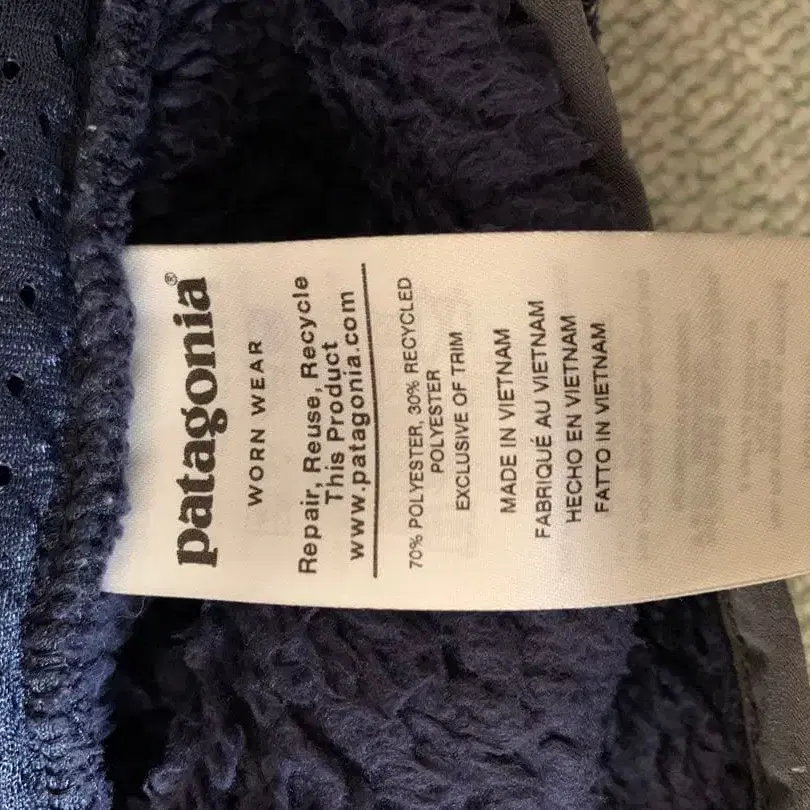 patagonia®
WORN WEAR
Repair, Reuse, Recycle
This Product
www.patagonia.com
70% POLYESTER, 30% RECYCLED
POLYESTER
EXCLUSIVE OF TRIM
MADE IN VIETNAM
FABRIQUÉ AU VIETNAM
HECHO EN VIETNAM
FATTO IN VIETNAM